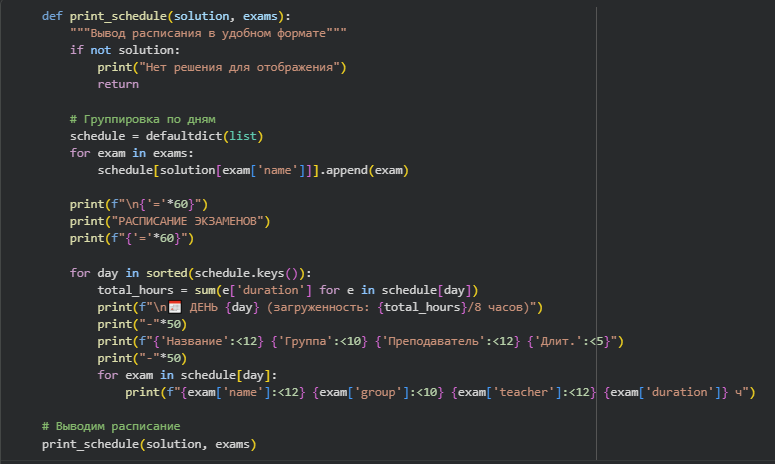 def print_schedule(solution, exams):
    """Вывод расписания в удобном формате"""
    if not solution:
        print("Нет решения для отображения")
        return

    # Группировка по дням
    schedule = defaultdict(list)
    for exam in exams:
        schedule[solution[exam['name']]].append(exam)

    print(f"\n{'='*60}")
    print("РАСПИСАНИЕ ЭКЗАМЕНОВ")
    print(f"{'='*60}")

    for day in sorted(schedule.keys()):
        total_hours = sum(e['duration'] for e in schedule[day])
        print(f"\n📅 ДЕНЬ {day} (загруженность: {total_hours}/8 часов)")
        print("-"*50)
        print(f"{'Название':<12} {'Группа':<10} {'Преподаватель':<12} {'Длит.':<5}")
        print("-"*50)
        for exam in schedule[day]:
            print(f"{exam['name']:<12} {exam['group']:<10} {exam['teacher']:<12} {exam['duration']} ч")

# Выводим расписание
print_schedule(solution, exams)